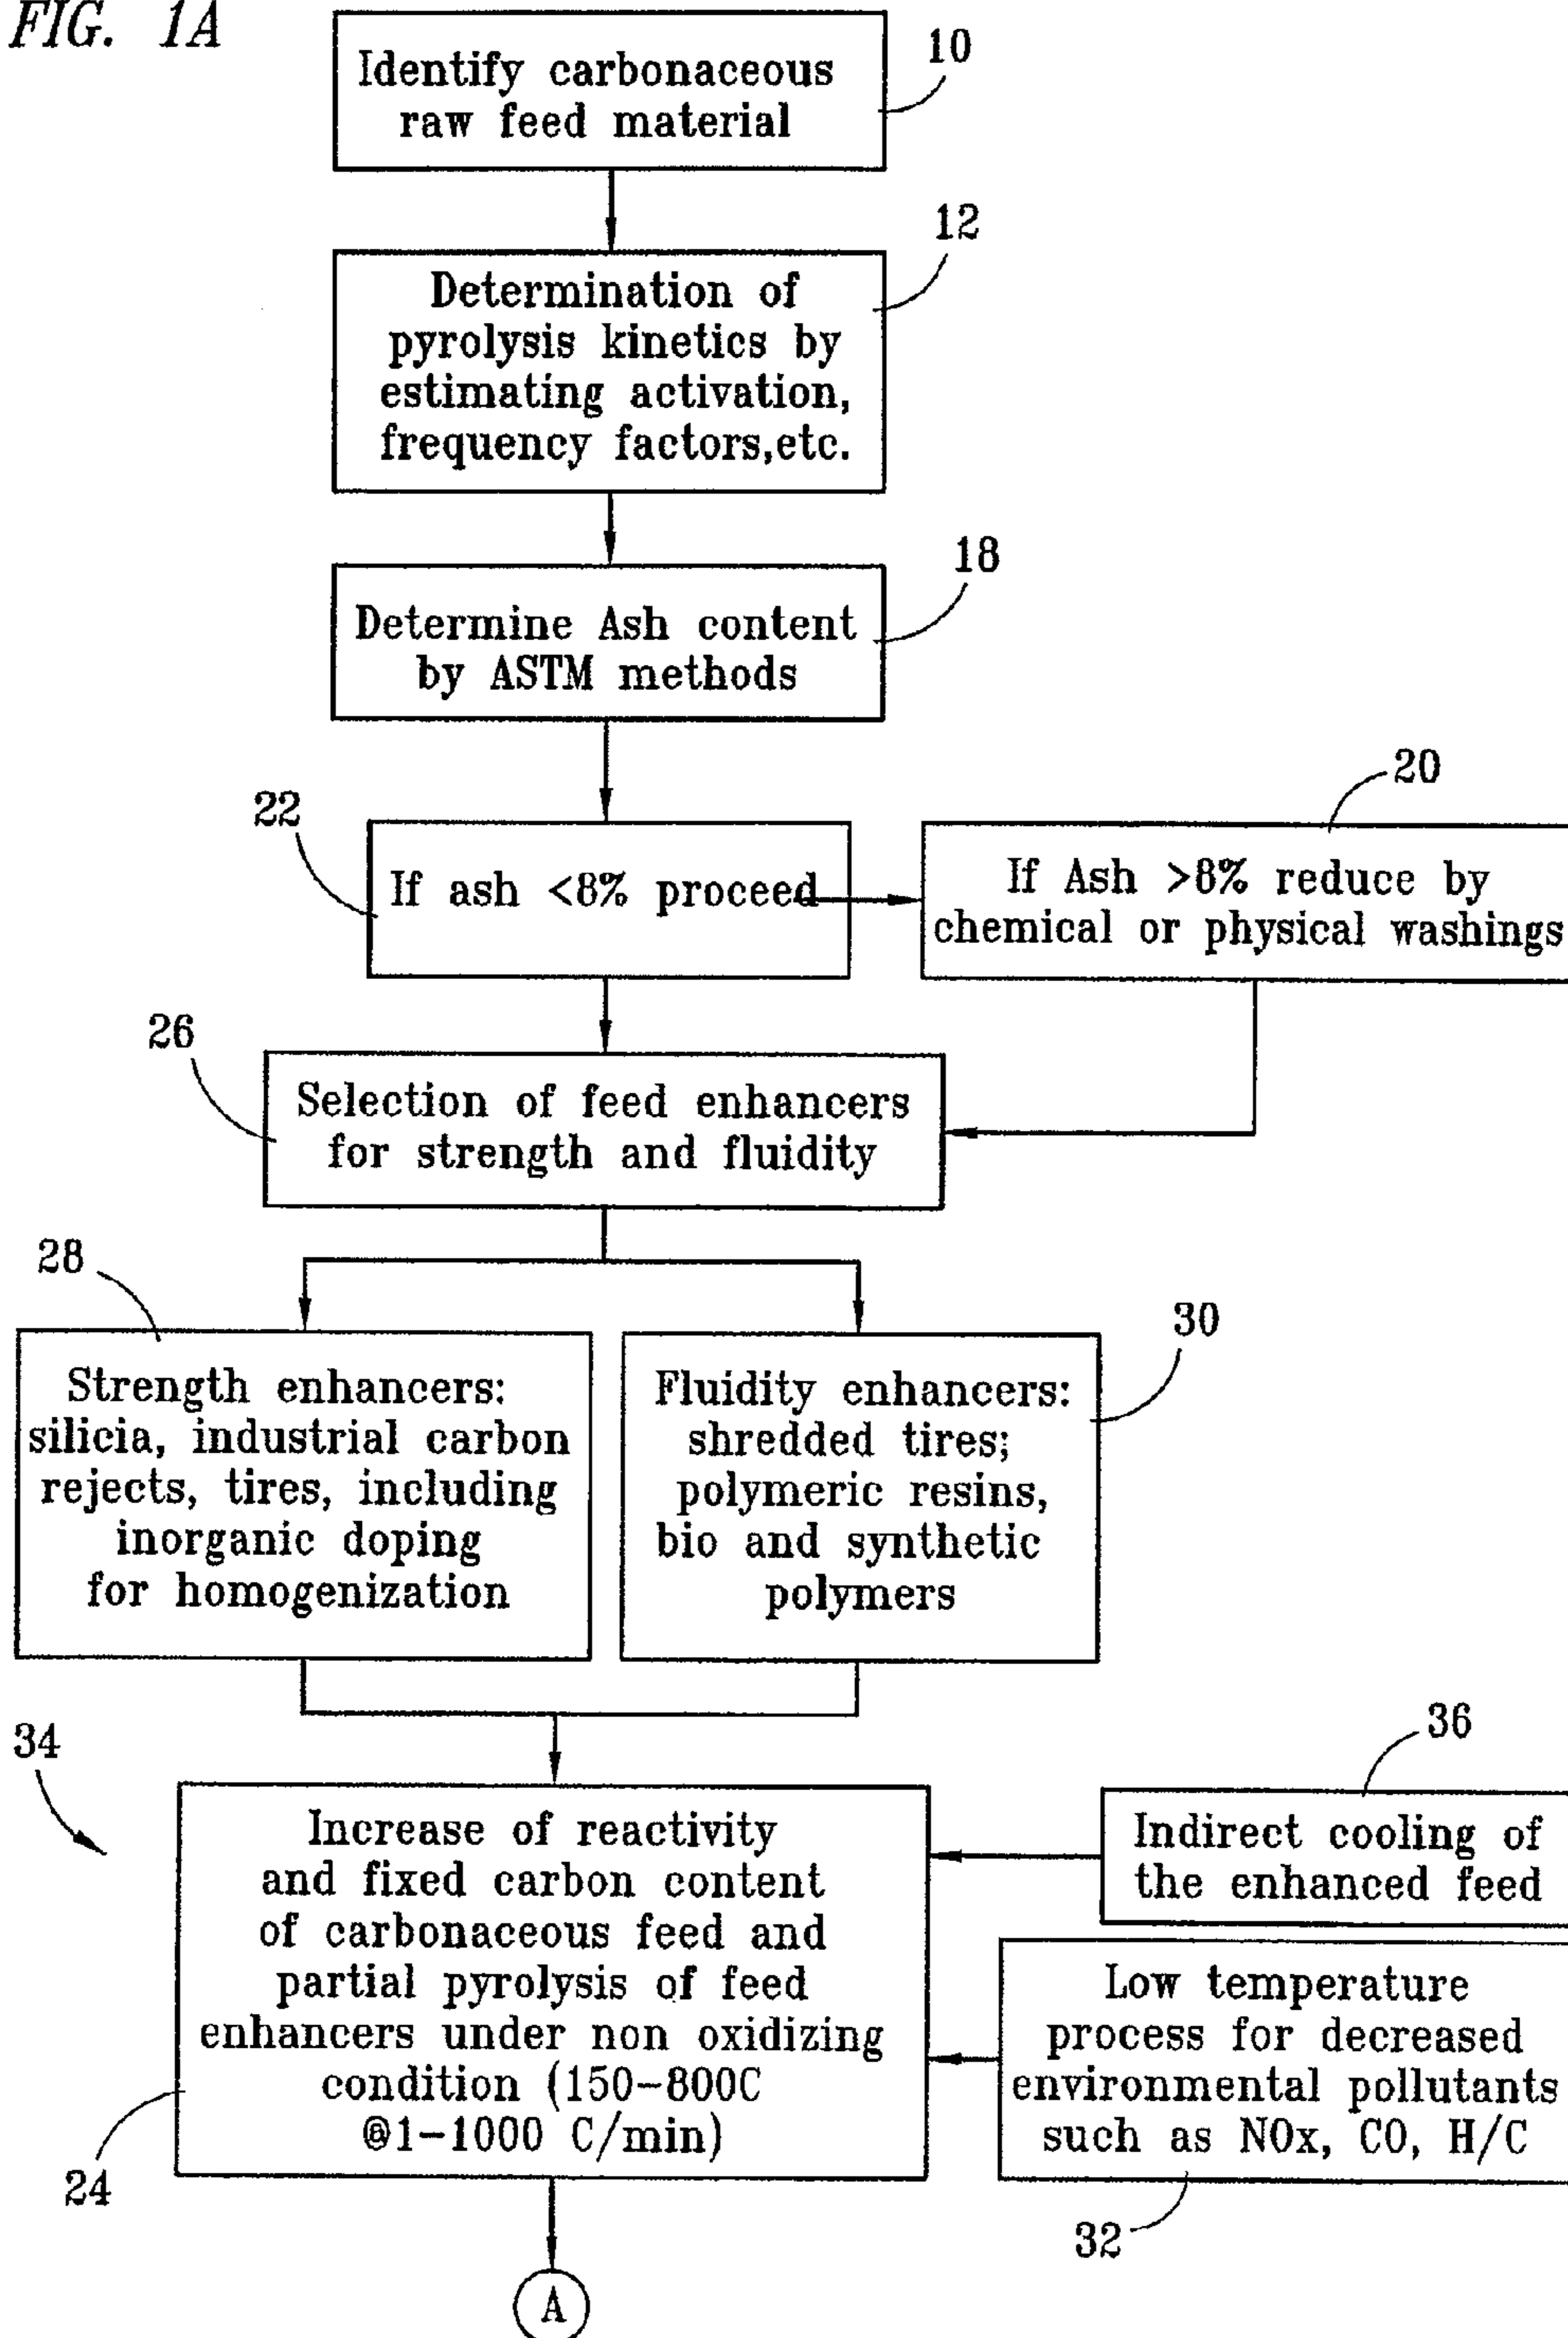 FIG. 1A
Identify carbonaceous
raw feed material
10
Determination of
pyrolysis kinetics by
estimating activation,
frequency factors,etc.
12
Determine Ash content
by ASTM methods
18
22
If ash <8% proceed
20
If Ash >8% reduce by
chemical or physical washings
26
Selection of feed enhancers
for strength and fluidity
28
Strength enhancers:
silicia, industrial carbon
rejects, tires, including
inorganic doping
for homogenization
30
Fluidity enhancers:
shredded tires;
polymeric resins,
bio and synthetic
polymers
34
Increase of reactivity
and fixed carbon content
of carbonaceous feed and
partial pyrolysis of feed
enhancers under non oxidizing
condition (150-800C
@1-1000 C/min)
24
36
Indirect cooling of
the enhanced feed
Low temperature
process for decreased
environmental pollutants
such as NOx, CO, H/C
32
A